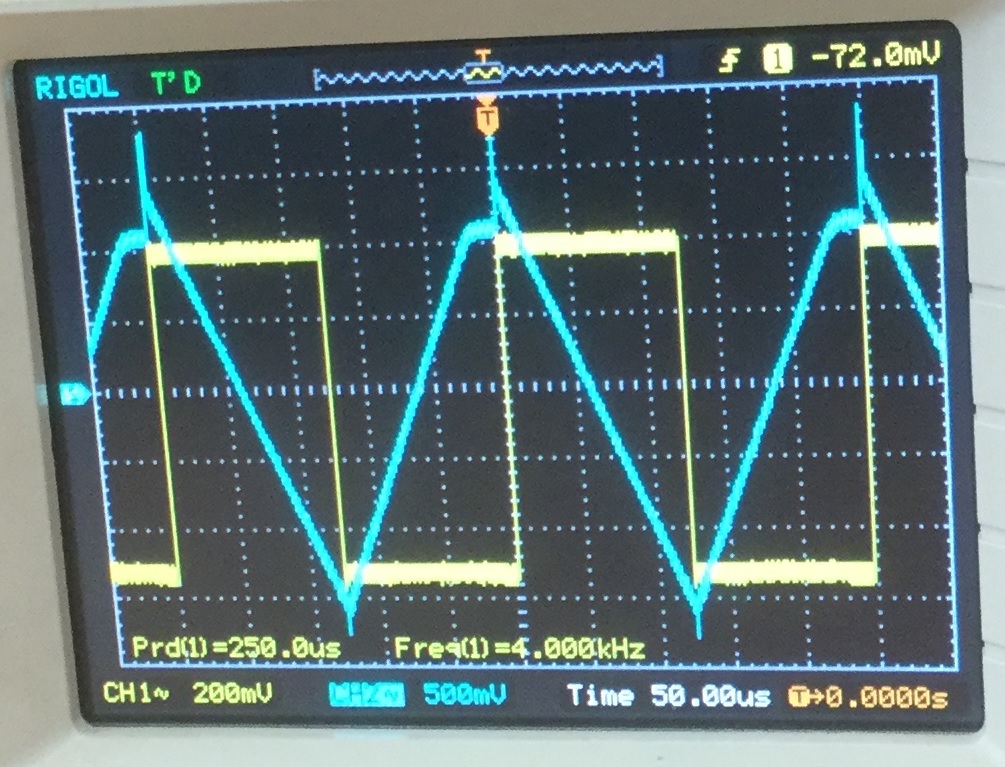 RIGOL T'D 1 -72.0mV
T
T
Prd(1)=250.0us Freq(1)=4.000kHz
CH1~ 200mV CH2~ 500mV Time 50.00us T→0.0000s